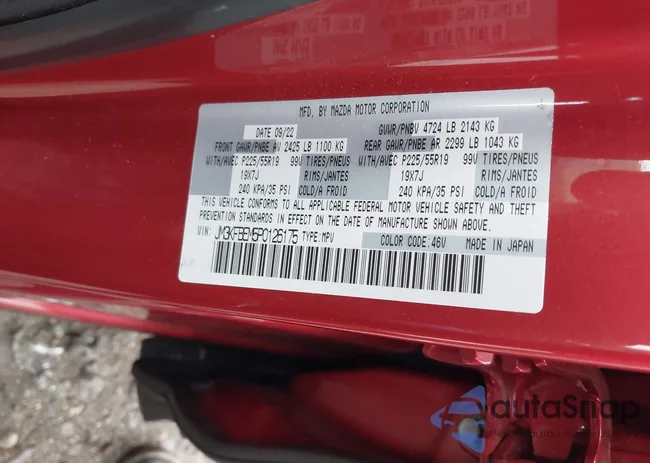 MFD. BY MAZDA MOTOR CORPORATION
DATE 09/22 GVWR/PNBV 4724 LB 2143 KG
FRONT GAWR/PNBE AV 2425 LB 1100 KG REAR GAWR/PNBE AR 2299 LB 1043 KG
WITH/AVEC P225/55R19 99V TIRES/PNEUS WITH/AVEC P225/55R19 99V TIRES/PNEUS
19X7J RIMS/JANTES 19X7J RIMS/JANTES
240 KPA/35 PSI COLD/A FROID 240 KPA/35 PSI COLD/A FROID
THIS VEHICLE CONFORMS TO ALL APPLICABLE FEDERAL MOTOR VEHICLE SAFETY AND THEFT
PREVENTION STANDARDS IN EFFECT ON THE DATE OF MANUFACTURE SHOWN ABOVE.
VIN: JM3KFBEM5P0126175 TYPE:MPV COLOR CODE:46V MADE IN JAPAN
autaSnap